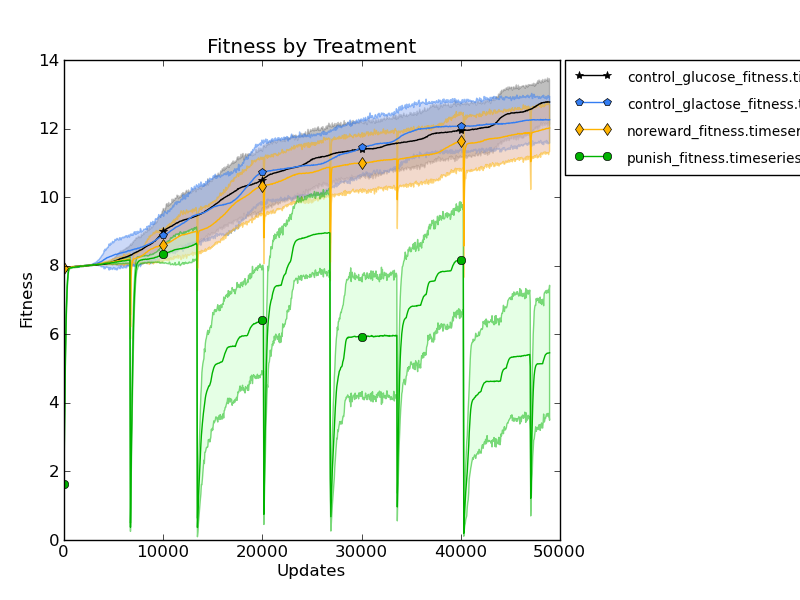 Fitness by Treatment
14
12
10
8
6
4
2
0
Fitness
0 10000 20000 30000 40000 50000
Updates
control_glucose_fitness.ti
control_glactose_fitness.t
noreward_fitness.timeser
punish_fitness.timeseries